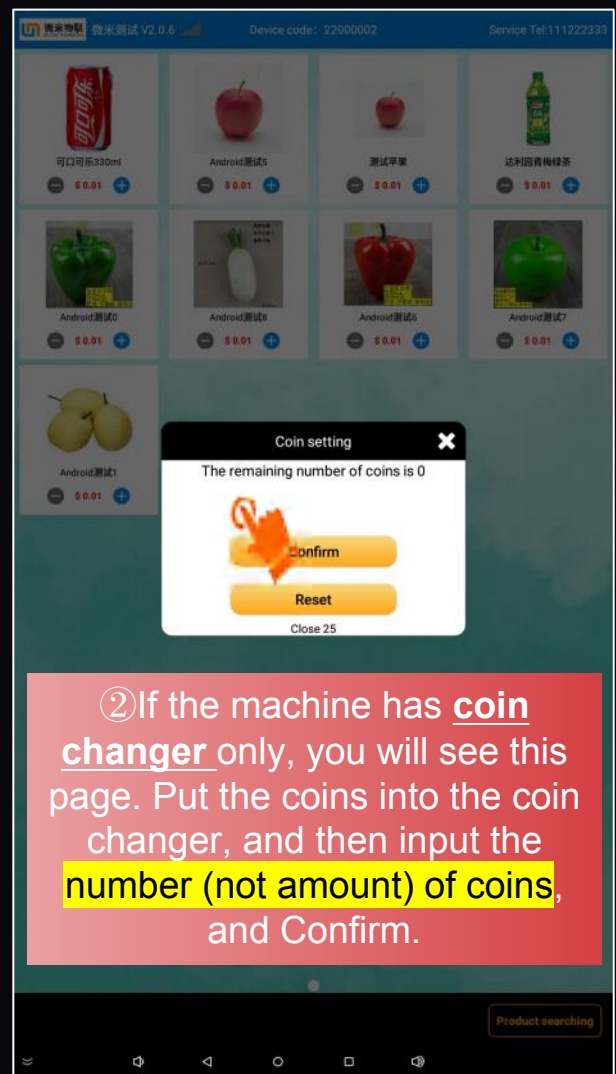 微米物联 微米测试 V2.0.6 Device code: 22000002 Service Tel:111222333
可口可乐
可口可乐330ml Android测试5 测试苹果 达利园青梅绿茶
$ 0.01 $ 0.01 $ 0.01 $ 0.01
Android测试0 Android测试8 Android测试6 Android测试7
$ 0.01 $ 0.01 $ 0.01 $ 0.01
Android测试1
$ 0.01
Coin setting
The remaining number of coins is 0
Confirm
Reset
Close 25
②If the machine has coin
changer only, you will see this
page. Put the coins into the coin
changer, and then input the
number (not amount) of coins,
and Confirm.
Product searching